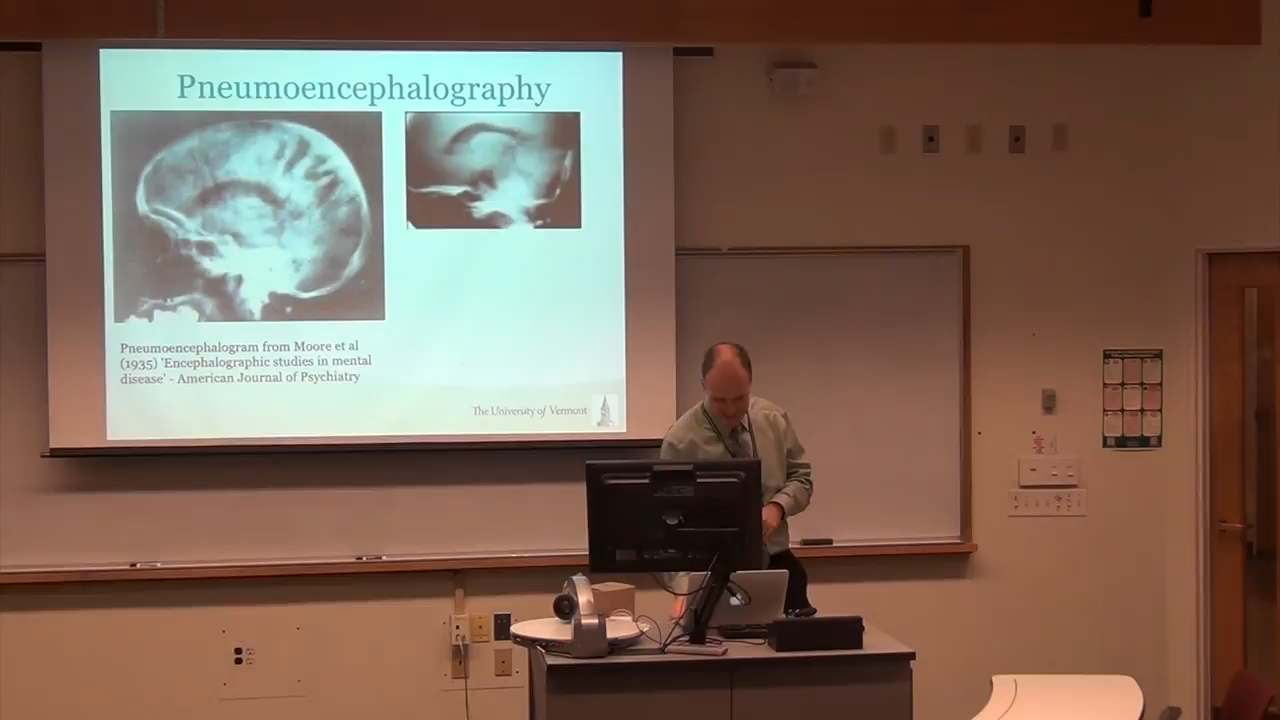 Pneumoencephalography
Pneumoencephalogram from Moore et al
(1935) 'Encephalographic studies in mental
disease' - American Journal of Psychiatry
The University of Vermont